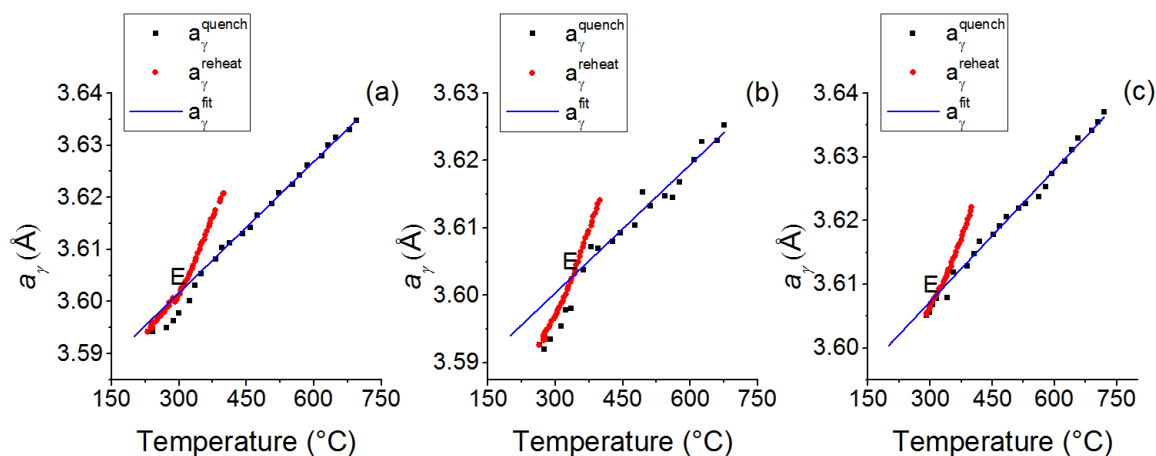 a_γ^quench
a_γ^reheat
a_γ^fit
(a)
3.64
3.63
3.62
3.61
3.60
3.59
a_γ (Å)
E
150 300 450 600 750
Temperature (°C)
a_γ^quench
a_γ^reheat
a_γ^fit
(b)
3.63
3.62
3.61
3.60
3.59
a_γ (Å)
E
150 300 450 600 750
Temperature (°C)
a_γ^quench
a_γ^reheat
a_γ^fit
(c)
3.64
3.63
3.62
3.61
3.60
a_γ (Å)
E
150 300 450 600 750
Temperature (°C)